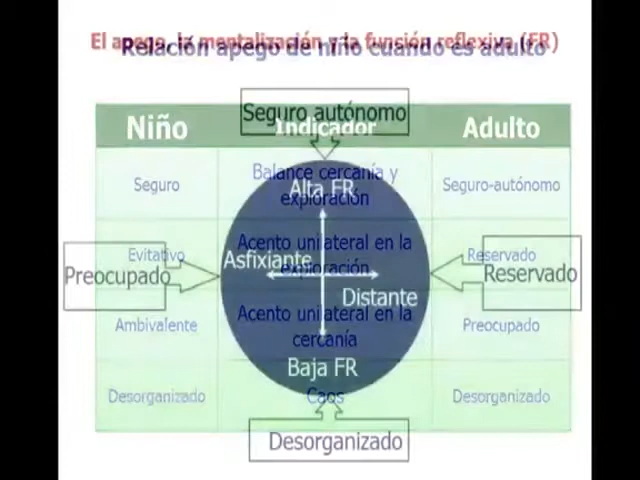 El apego, la mentalización y la función reflexiva (FR)
Relación apego de niño cuando es adulto
Seguro autónomo
Niño
Indicador
Adulto
Seguro
Balance cercanía y
exploración
Seguro-autónomo
Alta FR
Evitativo
Acento unilateral en la
exploración
Reservado
Asfixiante
Preocupado
Reservado
Distante
Ambivalente
Acento unilateral en la
cercanía
Preocupado
Baja FR
Desorganizado
Caos
Desorganizado
Desorganizado